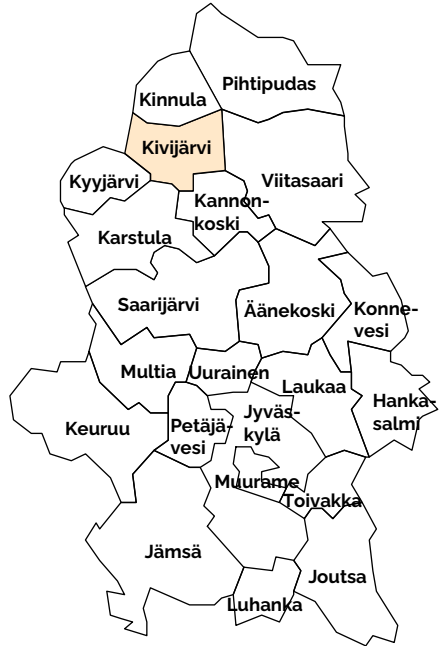 Pihtipudas
Kinnula
Kivijärvi
Kyyjärvi
Viitasaari
Kannon-
koski
Karstula
Saarijärvi
Äänekoski
Konne-
vesi
Multia
Uurainen
Laukaa
Hanka-
salmi
Keuruu
Petäjä-
vesi
Jyväs-
kylä
Muurame
Toivakka
Jämsä
Joutsa
Luhanka